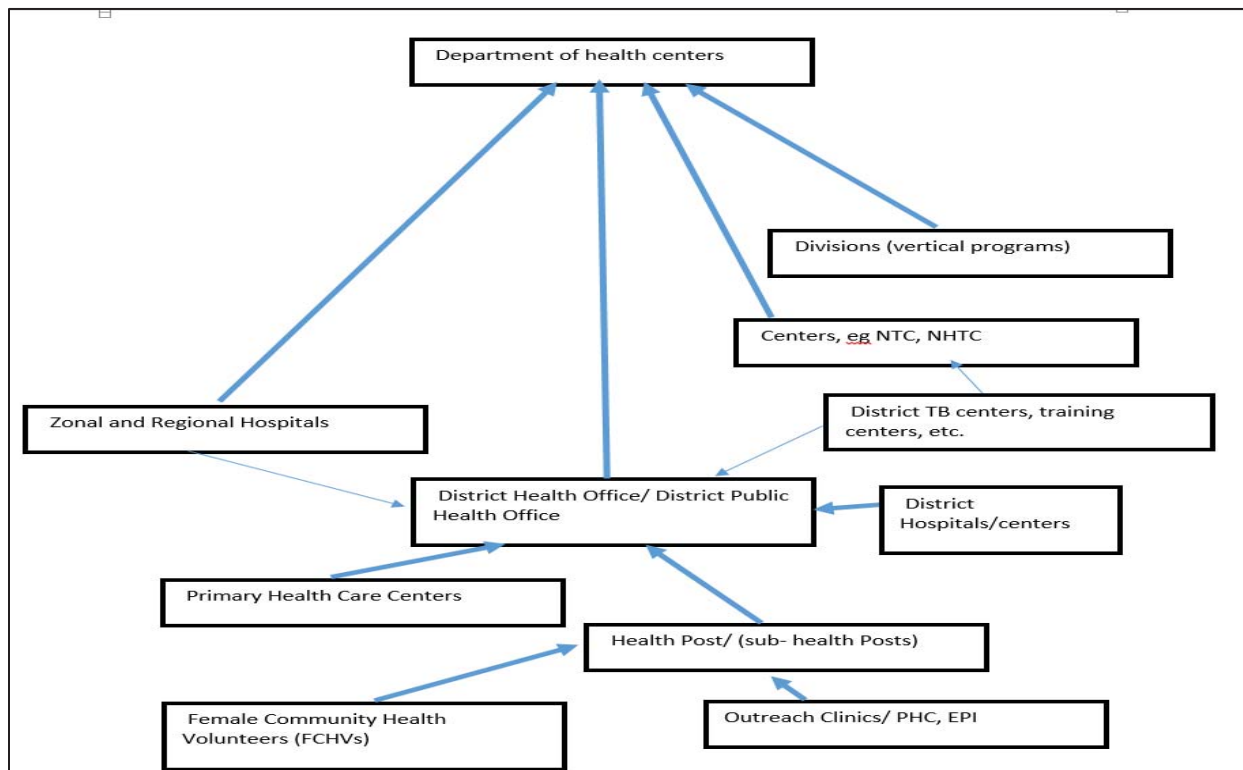 Department of health centers
Divisions (vertical programs)
Centers, eg NTC, NHTC
Zonal and Regional Hospitals
District TB centers, training
centers, etc.
District Health Office/ District Public
Health Office
District
Hospitals/centers
Primary Health Care Centers
Health Post/ (sub- health Posts)
Female Community Health
Volunteers (FCHVs)
Outreach Clinics/ PHC, EPI